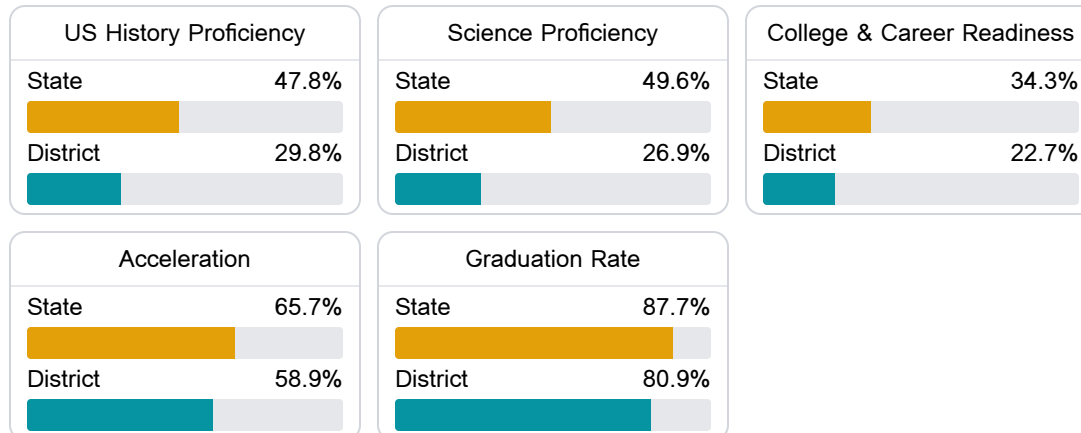 US History Proficiency
State 47.8%
District 29.8%
Science Proficiency
State 49.6%
District 26.9%
College & Career Readiness
State 34.3%
District 22.7%
Acceleration
State 65.7%
District 58.9%
Graduation Rate
State 87.7%
District 80.9%